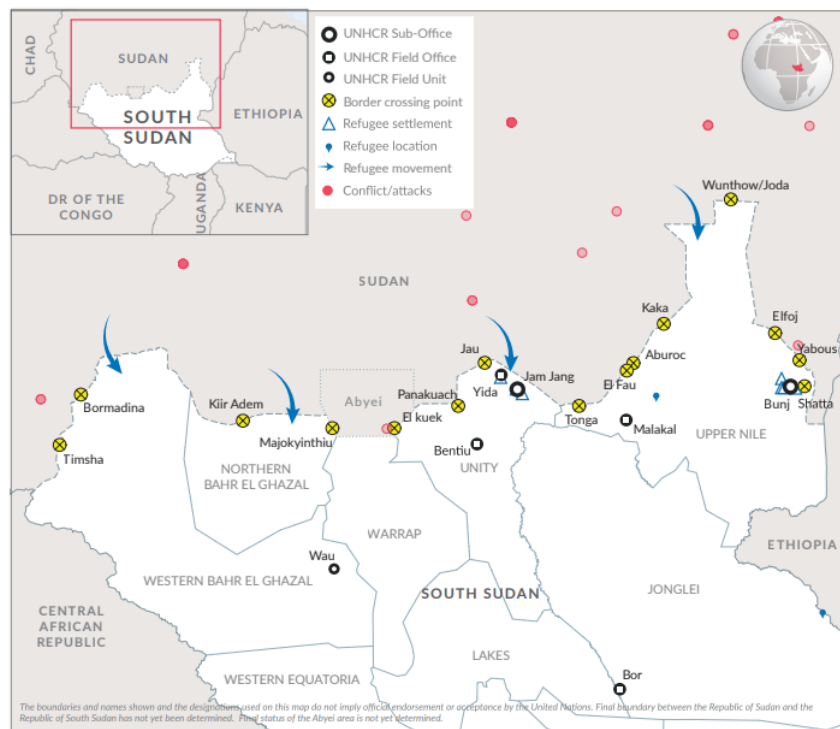 CHAD
SUDAN
SOUTH
SUDAN
ETHIOPIA
DR OF THE
CONGO
UGANDA
KENYA
UNHCR Sub-Office
UNHCR Field Office
UNHCR Field Unit
Border crossing point
Refugee settlement
Refugee location
Refugee movement
Conflict/attacks
Wunthow/Joda
SUDAN
Kaka
Elfoj
Jau
Aburoc
Yabous
Jam Jang
Yida
El Fau
Bormadina
Kiir Adem
Abyei
Panakuach
Bunj
Shatta
El kuek
Tonga
Majokyinthiu
Malakal
Timsha
UPPER NILE
Bentiu
NORTHERN
BAHR EL GHAZAL
UNITY
WARRAP
ETHIOPIA
Wau
WESTERN BAHR EL GHAZAL
SOUTH SUDAN
JONGLEI
CENTRAL
AFRICAN
REPUBLIC
LAKES
WESTERN EQUATORIA
Bor
The boundaries and names shown and the designations used on this map do not imply official endorsement or acceptance by the United Nations. Final boundary between the Republic of Sudan and the
Republic of South Sudan has not yet been determined. Final status of the Abyei area is not yet determined.